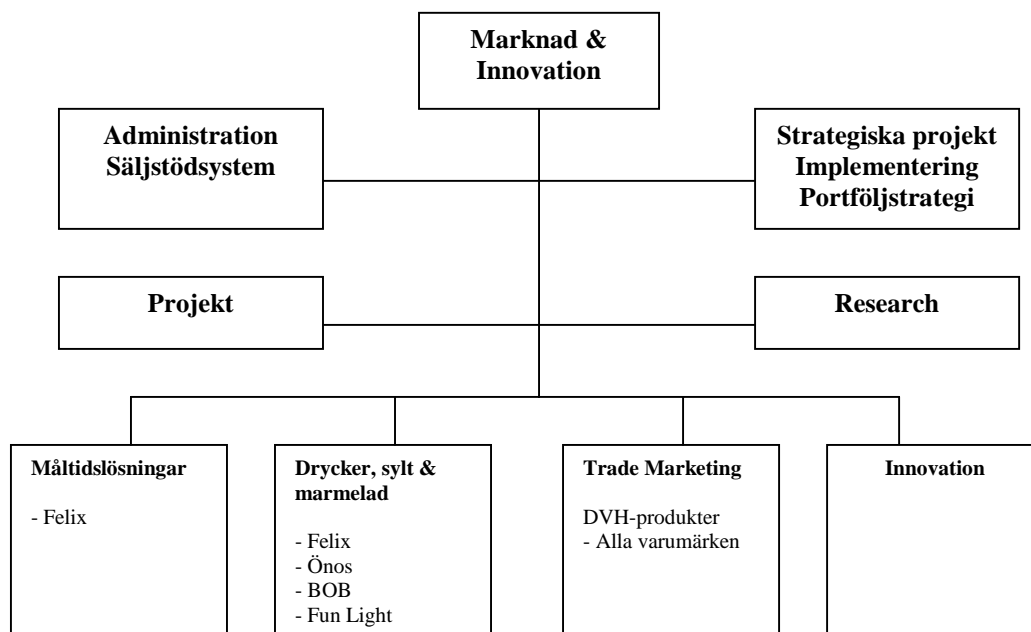 Marknad &
Innovation
Administration
Säljstödsystem
Strategiska projekt
Implementering
Portföljstrategi
Projekt
Research
Måltidslösningar
- Felix
Drycker, sylt &
marmelad
- Felix
- Önos
- BOB
- Fun Light
Trade Marketing
DVH-produkter
- Alla varumärken
Innovation